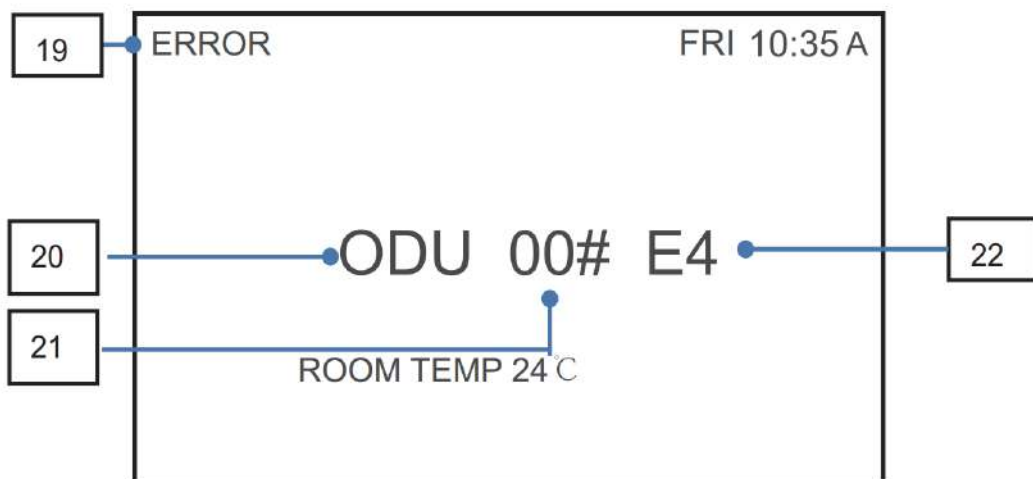 19
ERROR
FRI 10:35 A
20
ODU 00# E4
22
21
ROOM TEMP 24℃